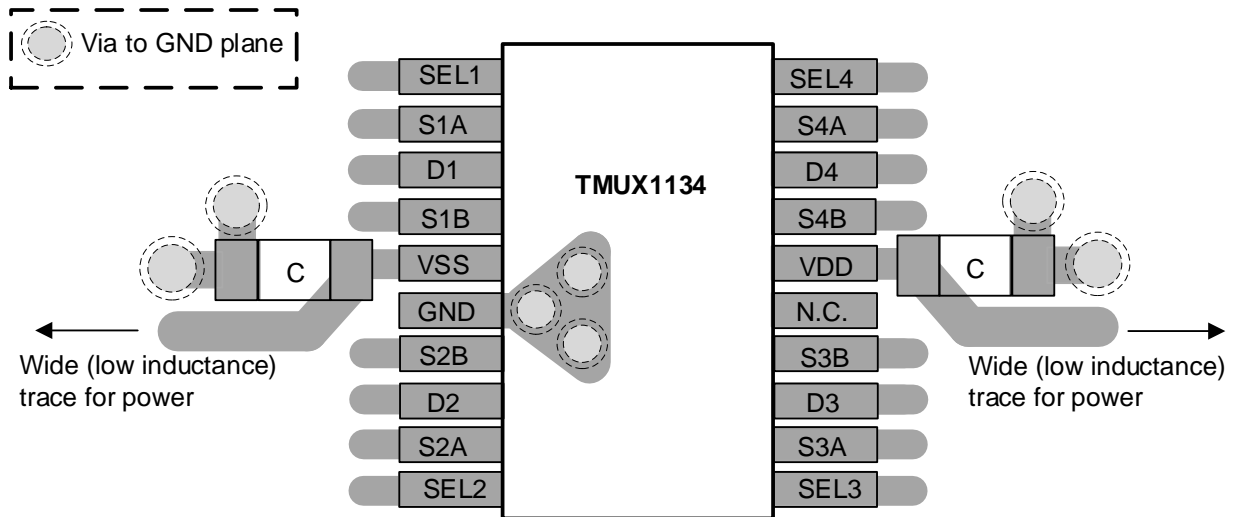 Via to GND plane
SEL1
S1A
D1
S1B
VSS
GND
S2B
D2
S2A
SEL2
TMUX1134
SEL4
S4A
D4
S4B
VDD
N.C.
S3B
D3
S3A
SEL3
C
C
Wide (low inductance)
trace for power
Wide (low inductance)
trace for power